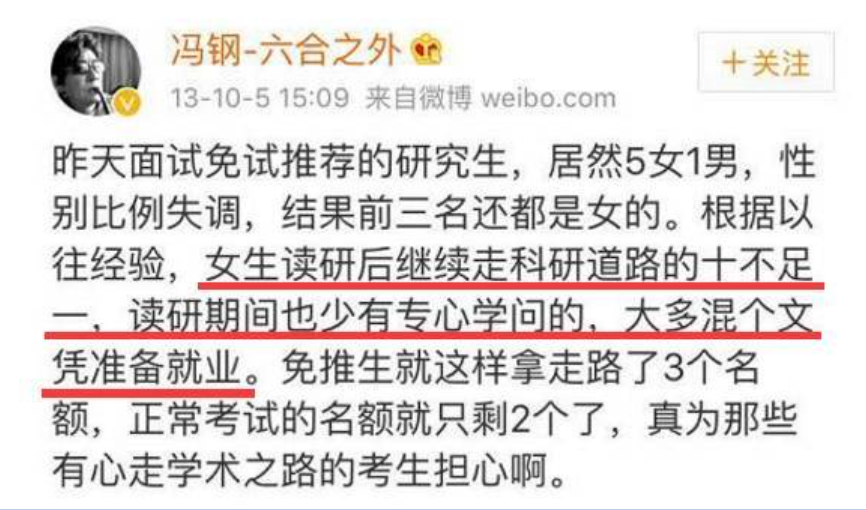 冯钢-六合之外
13-10-5 15:09 来自微博 weibo.com
+关注
昨天面试免试推荐的研究生，居然5女1男，性
别比例失调，结果前三名还都是女的。根据以
往经验，女生读研后继续走科研道路的十不足
一，读研期间也少有专心学问的，大多混个文
凭准备就业。免推生就这样拿走路了3个名
额，正常考试的名额就只剩2个了，真为那些
有心走学术之路的考生担心啊。